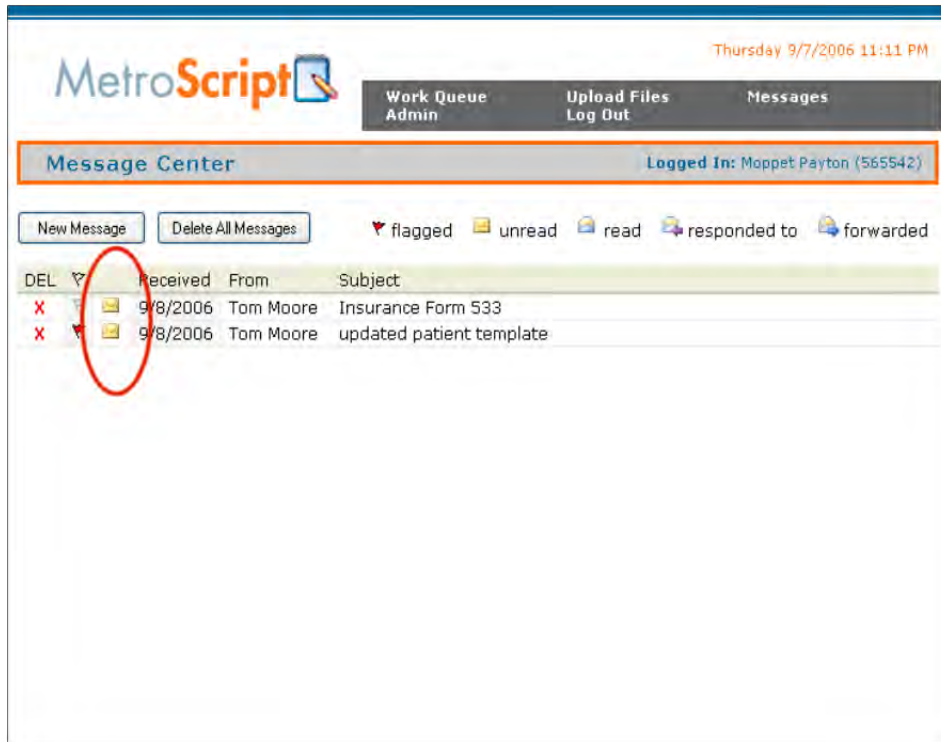 Thursday 9/7/2006 11:11 PM
MetroScript
Work Queue Upload Files Messages
Admin Log Out
Message Center Logged In: Moppet Payton (565542)
New Message Delete All Messages flagged unread read responded to forwarded
DEL Received From Subject
X 9/8/2006 Tom Moore Insurance Form 533
X 9/8/2006 Tom Moore updated patient template